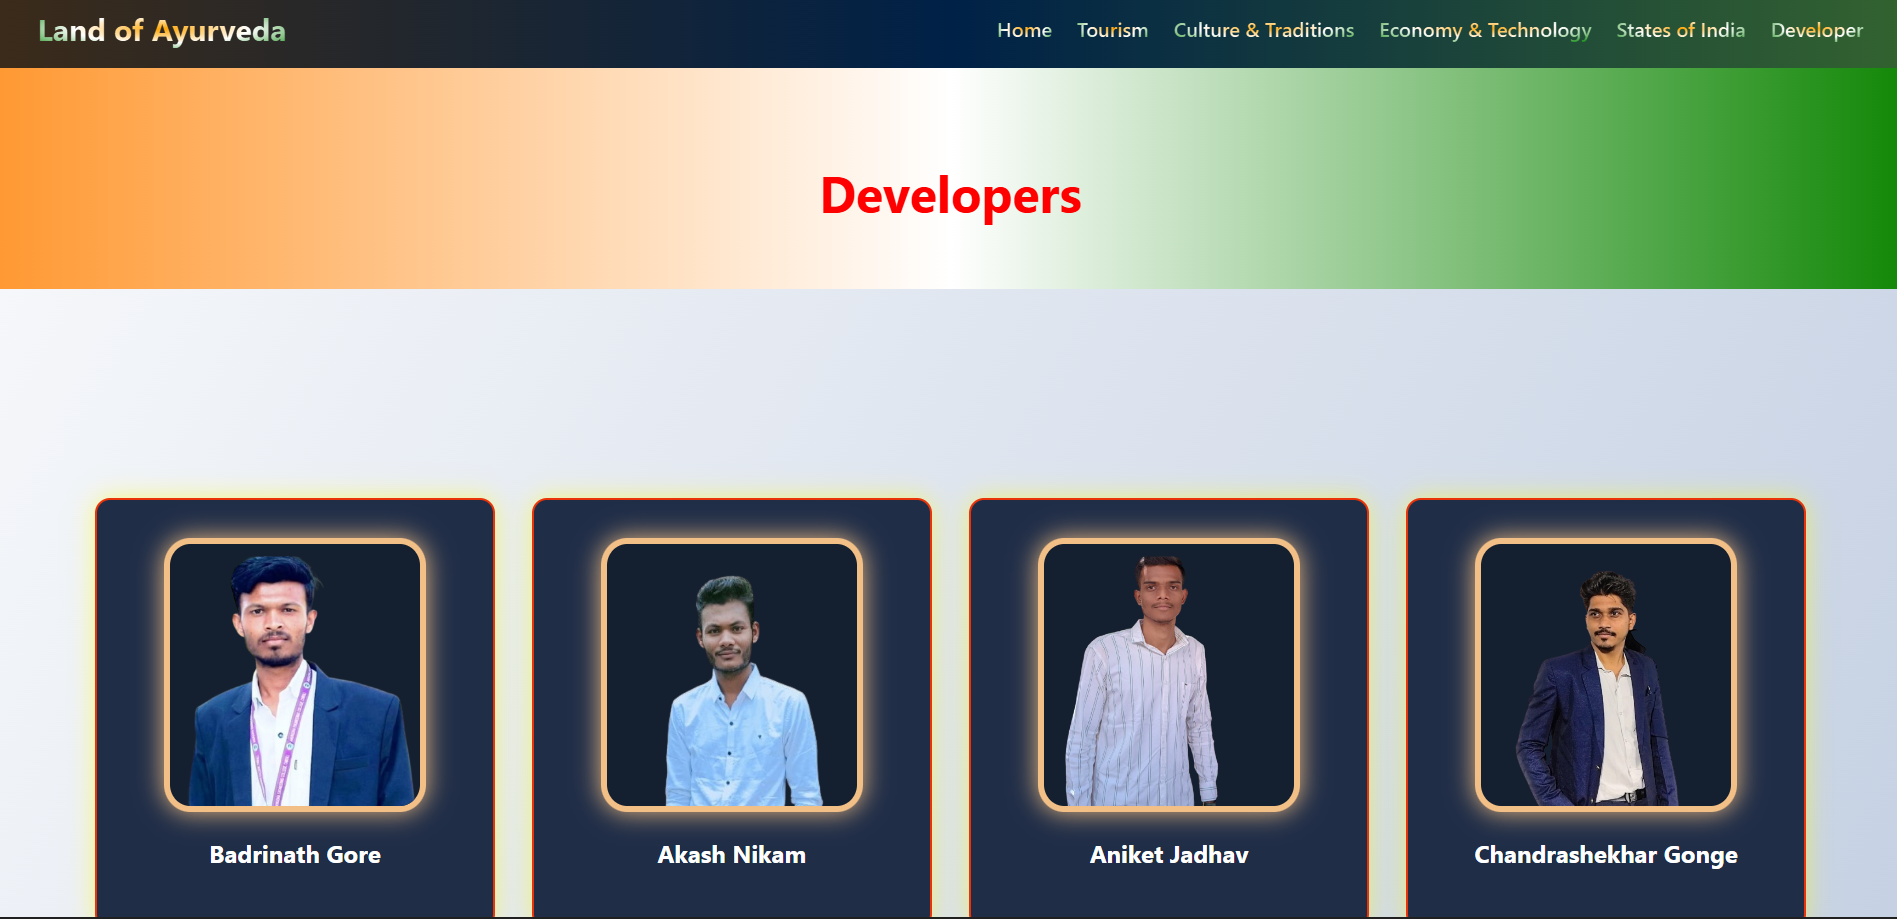 Land of Ayurveda
Home Tourism Culture & Traditions Economy & Technology States of India Developer
Developers
Badrinath Gore
Akash Nikam
Aniket Jadhav
Chandrashekhar Gonge